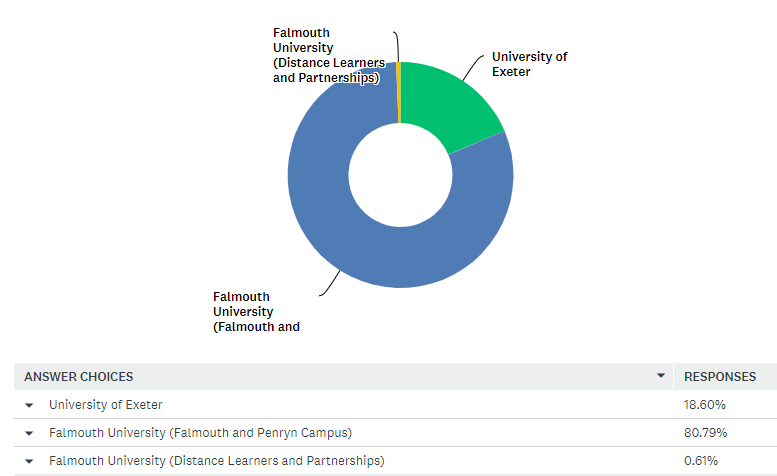 Falmouth
University
(Distance Learners
and Partnerships)
University of
Exeter
Falmouth
University
(Falmouth and
ANSWER CHOICES RESPONSES
University of Exeter 18.60%
Falmouth University (Falmouth and Penryn Campus) 80.79%
Falmouth University (Distance Learners and Partnerships) 0.61%